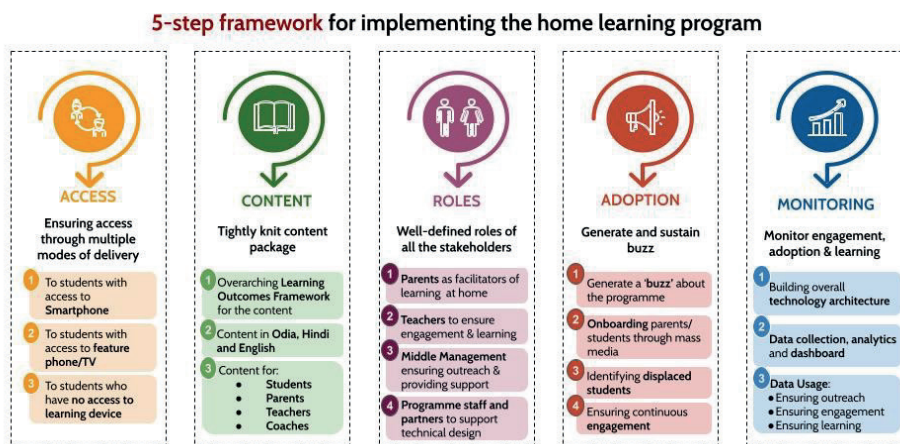 5-step framework for implementing the home learning program
ACCESS
Ensuring access
through multiple
modes of delivery
1 To students with
access to
Smartphone
2 To students with
access to feature
phone/TV
3 To students who
have no access to
learning device
CONTENT
Tightly knit content
package
1 Overarching Learning
Outcomes Framework
for the content
2 Content in Odia, Hindi
and English
3 Content for:
● Students
● Parents
● Teachers
● Coaches
ROLES
Well-defined roles of
all the stakeholders
1 Parents as facilitators of
learning at home
2 Teachers to ensure
engagement & learning
3 Middle Management
ensuring outreach &
providing support
4 Programme staff and
partners to support
technical design
ADOPTION
Generate and sustain
buzz
1 Generate a 'buzz' about
the programme
2 Onboarding parents/
students through mass
media
3 Identifying displaced
students
4 Ensuring continuous
engagement
MONITORING
Monitor engagement,
adoption & learning
1 Building overall
technology architecture
2 Data collection, analytics
and dashboard
3 Data Usage:
● Ensuring outreach
● Ensuring engagement
● Ensuring learning